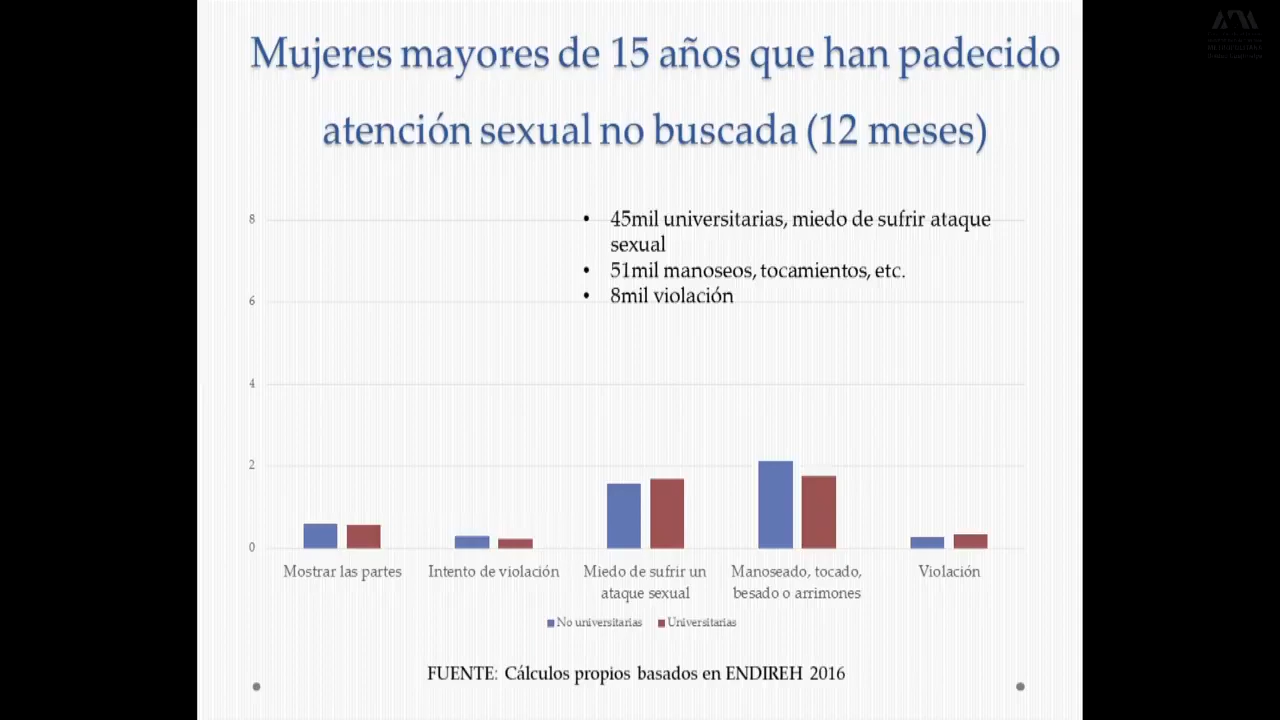 Mujeres mayores de 15 años que han padecido
atención sexual no buscada (12 meses)
• 45mil universitarias, miedo de sufrir ataque
sexual
• 51mil manoseos, tocamientos, etc.
• 8mil violación
8
6
4
2
0
Mostrar las partes
Intento de violación
Miedo de sufrir un
ataque sexual
Manoseado, tocado,
besado o arrimones
Violación
No universitarias
Universitarias
FUENTE: Cálculos propios basados en ENDIREH 2016